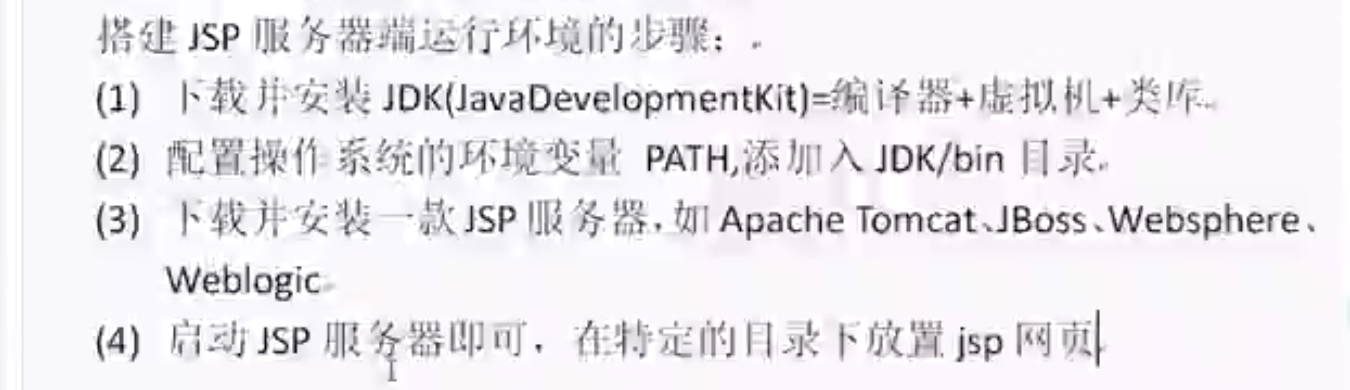 搭建 JSP 服务器端运行环境的步骤：
(1) 下载并安装 JDK(JavaDevelopmentKit)=编译器+虚拟机+类库。
(2) 配置操作系统的环境变量 PATH,添加入 JDK/bin 目录。
(3) 下载并安装一款 JSP 服务器,如 Apache Tomcat、JBoss、Websphere、
Weblogic。
(4) 启动 JSP 服务器即可，在特定的目录下放置 jsp 网页